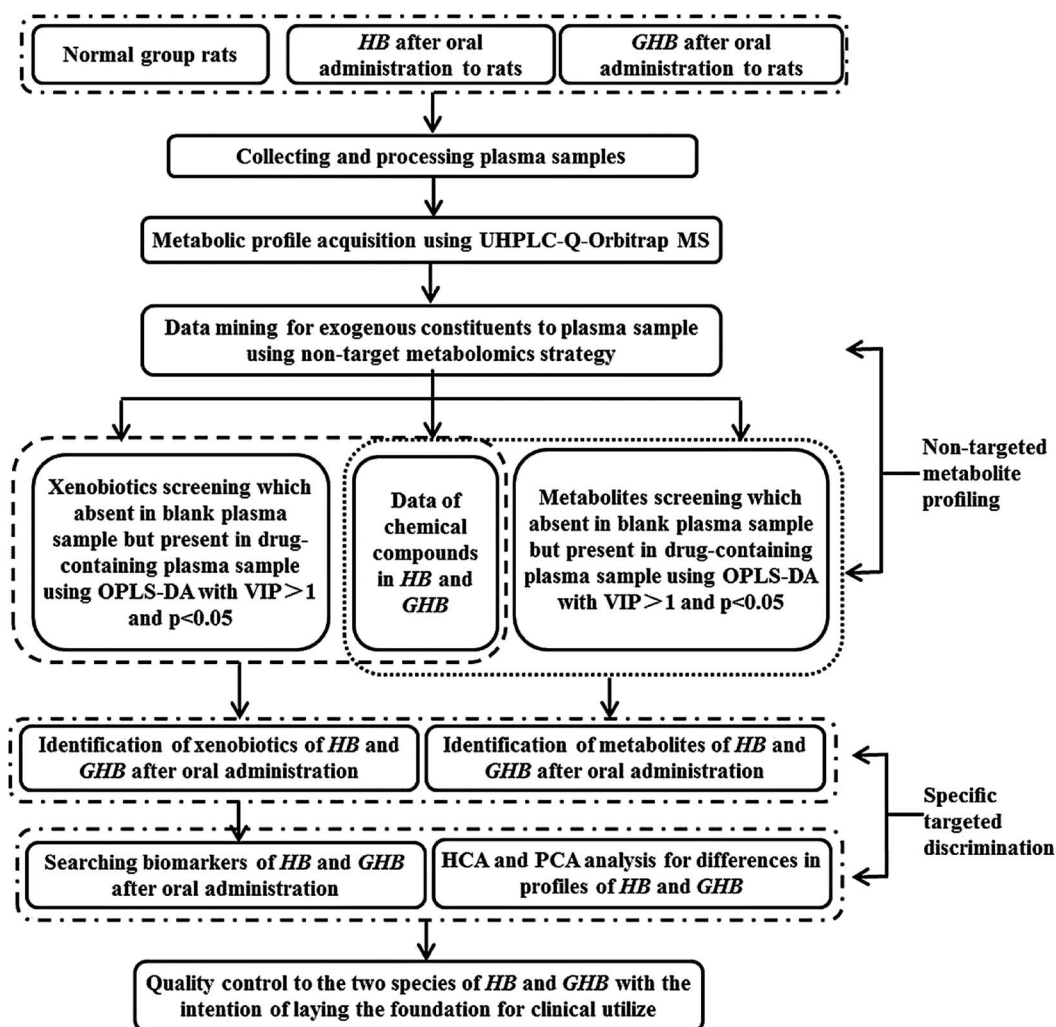 Normal group rats
HB after oral
administration to rats
GHB after oral
administration to rats
Collecting and processing plasma samples
Metabolic profile acquisition using UHPLC-Q-Orbitrap MS
Data mining for exogenous constituents to plasma sample
using non-target metabolomics strategy
Xenobiotics screening which
absent in blank plasma
sample but present in drug-
containing plasma sample
using OPLS-DA with VIP＞1
and p<0.05
Data of
chemical
compounds
in HB and
GHB
Metabolites screening which
absent in blank plasma sample
but present in drug-containing
plasma sample using OPLS-DA
with VIP＞1 and p<0.05
Non-targeted
metabolite
profiling
Identification of xenobiotics of HB and
GHB after oral administration
Identification of metabolites of HB and
GHB after oral administration
Searching biomarkers of HB and GHB
after oral administration
HCA and PCA analysis for differences in
profiles of HB and GHB
Specific
targeted
discrimination
Quality control to the two species of HB and GHB with the
intention of laying the foundation for clinical utilize